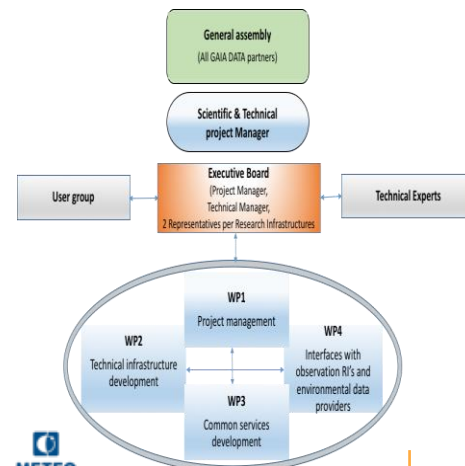 General assembly
(All GAIA DATA partners)
Scientific & Technical
project Manager
Executive Board
(Project Manager,
Technical Manager,
2 Representatives per Research Infrastructures
User group
Technical Experts
WP1
Project management
WP2
Technical infrastructure
development
WP4
Interfaces with
observation RI's and
environmental data
providers
WP3
Common services
development
METEO